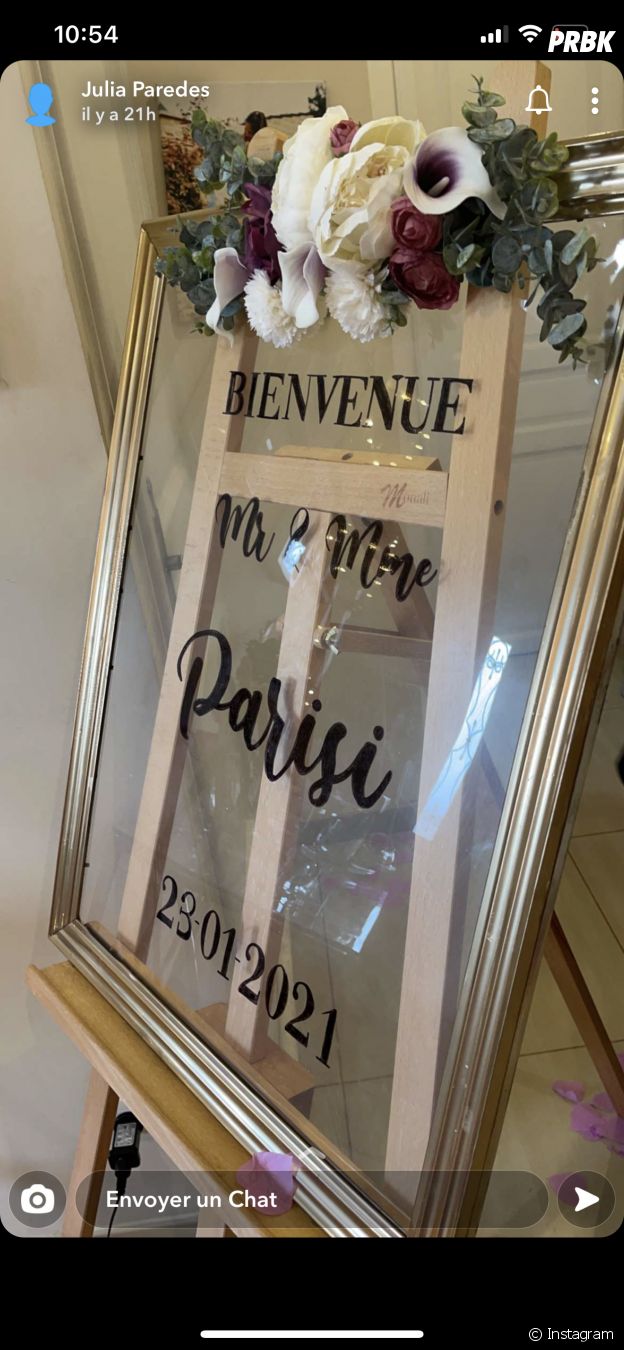 10:54
PRBK
Julia Paredes
il y a 21h
BIENVENUE
Mr & Mme
Parisi
23-01-2021
Envoyer un Chat
© Instagram